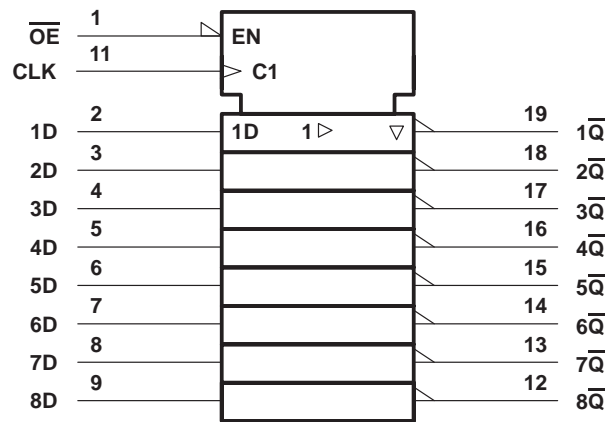 O̅E̅ 1 EN
CLK 11 C1
1D 2 1D 1 19 1Q̅
2D 3 18 2Q̅
3D 4 17 3Q̅
4D 5 16 4Q̅
5D 6 15 5Q̅
6D 7 14 6Q̅
7D 8 13 7Q̅
8D 9 12 8Q̅